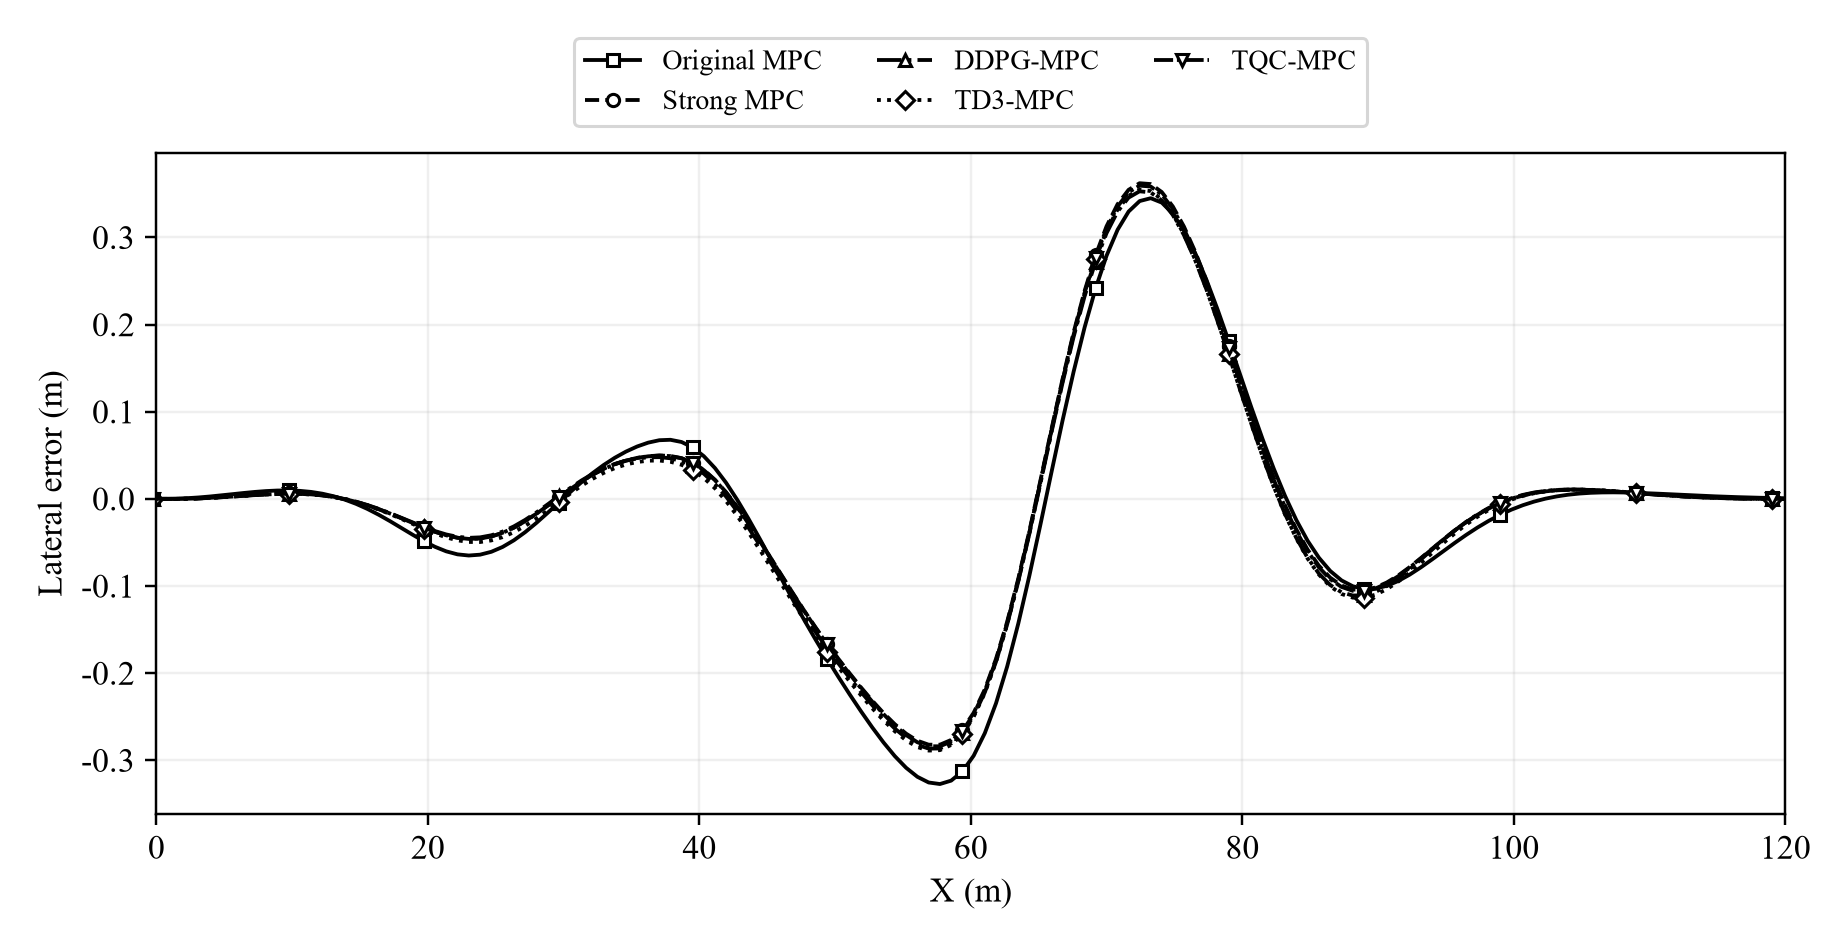 Original MPC DDPG-MPC TQC-MPC
Strong MPC TD3-MPC
0.3
0.2
0.1
0.0
-0.1
-0.2
-0.3
Lateral error (m)
0 20 40 60 80 100 120
X (m)